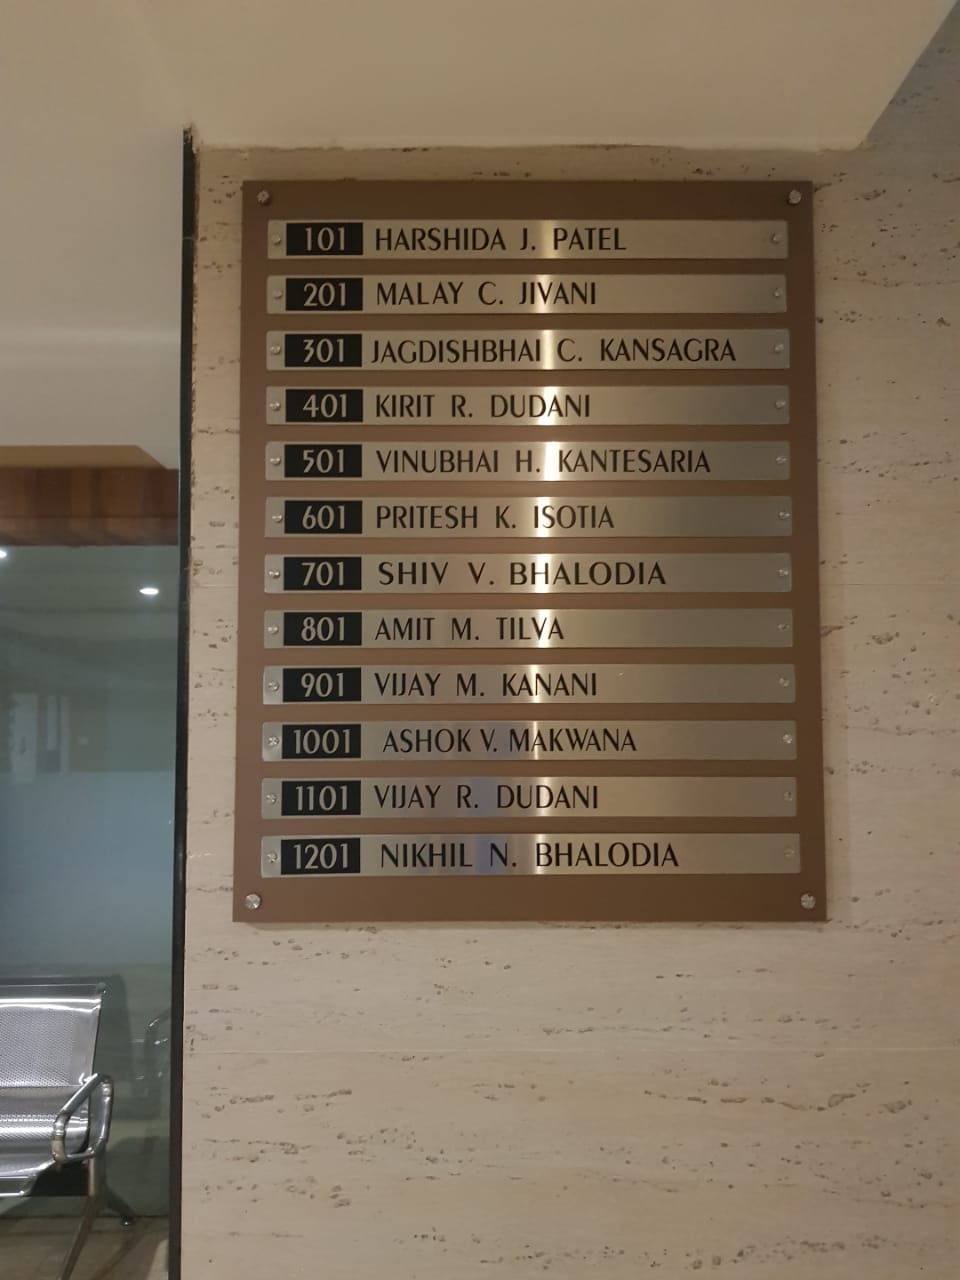 101 HARSHIDA J. PATEL
201 MALAY C. JIVANI
301 JAGDISHBHAI C. KANSAGRA
401 KIRIT R. DUDANI
501 VINUBHAI H. KANTESARIA
601 PRITESH K. ISOTIA
701 SHIV V. BHALODIA
801 AMIT M. TILVA
901 VIJAY M. KANANI
1001 ASHOK V. MAKWANA
1101 VIJAY R. DUDANI
1201 NIKHIL N. BHALODIA